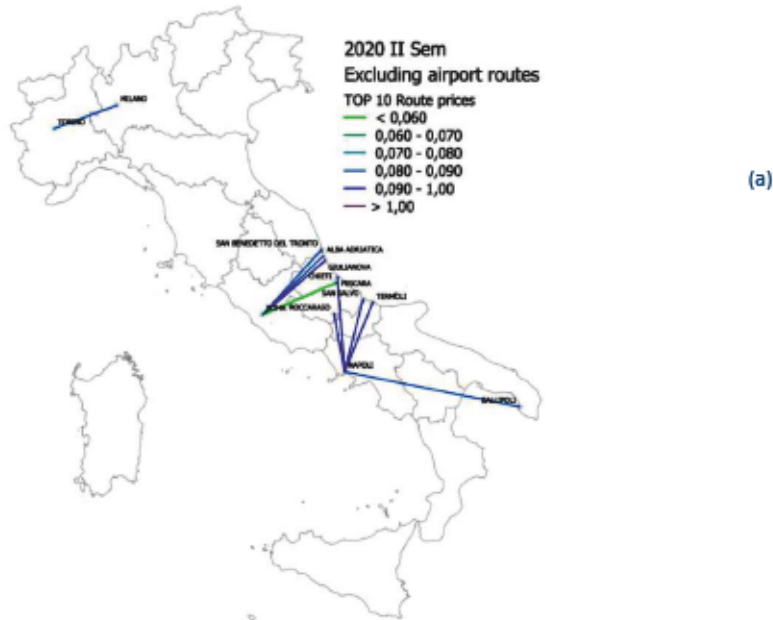 2020 II Sem
Excluding airport routes
TOP 10 Route prices
< 0,060
0,060 - 0,070
0,070 - 0,080
0,080 - 0,090
0,090 - 1,00
> 1,00
(a)
MILANO
TORINO
SAN BENEDETTO DEL TRONTO
ALBA ADRIATICA
GIULIANOVA
CHIETI
PESCARA
SAN SALVO
TERMOLI
ROMA
ROCCARASO
NAPOLI
GALLIPOLI